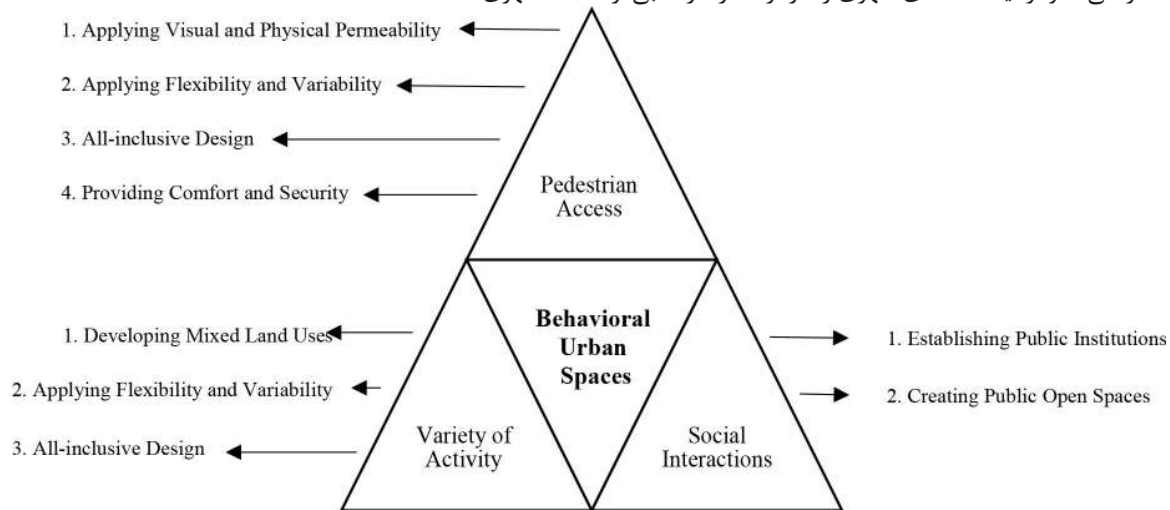 1. Applying Visual and Physical Permeability
2. Applying Flexibility and Variability
3. All-inclusive Design
4. Providing Comfort and Security
Pedestrian
Access
1. Developing Mixed Land Uses
2. Applying Flexibility and Variability
3. All-inclusive Design
Behavioral
Urban
Spaces
Variety of
Activity
Social
Interactions
1. Establishing Public Institutions
2. Creating Public Open Spaces